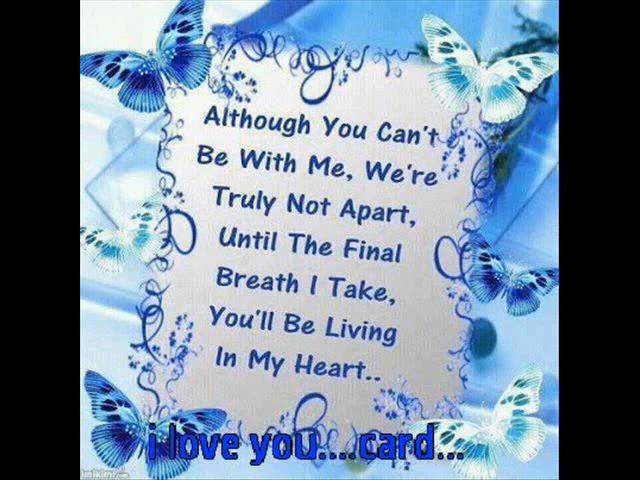 Although You Can't
Be With Me, We're
Truly Not Apart,
Until The Final
Breath I Take,
You'll Be Living
In My Heart..
i love you....card...